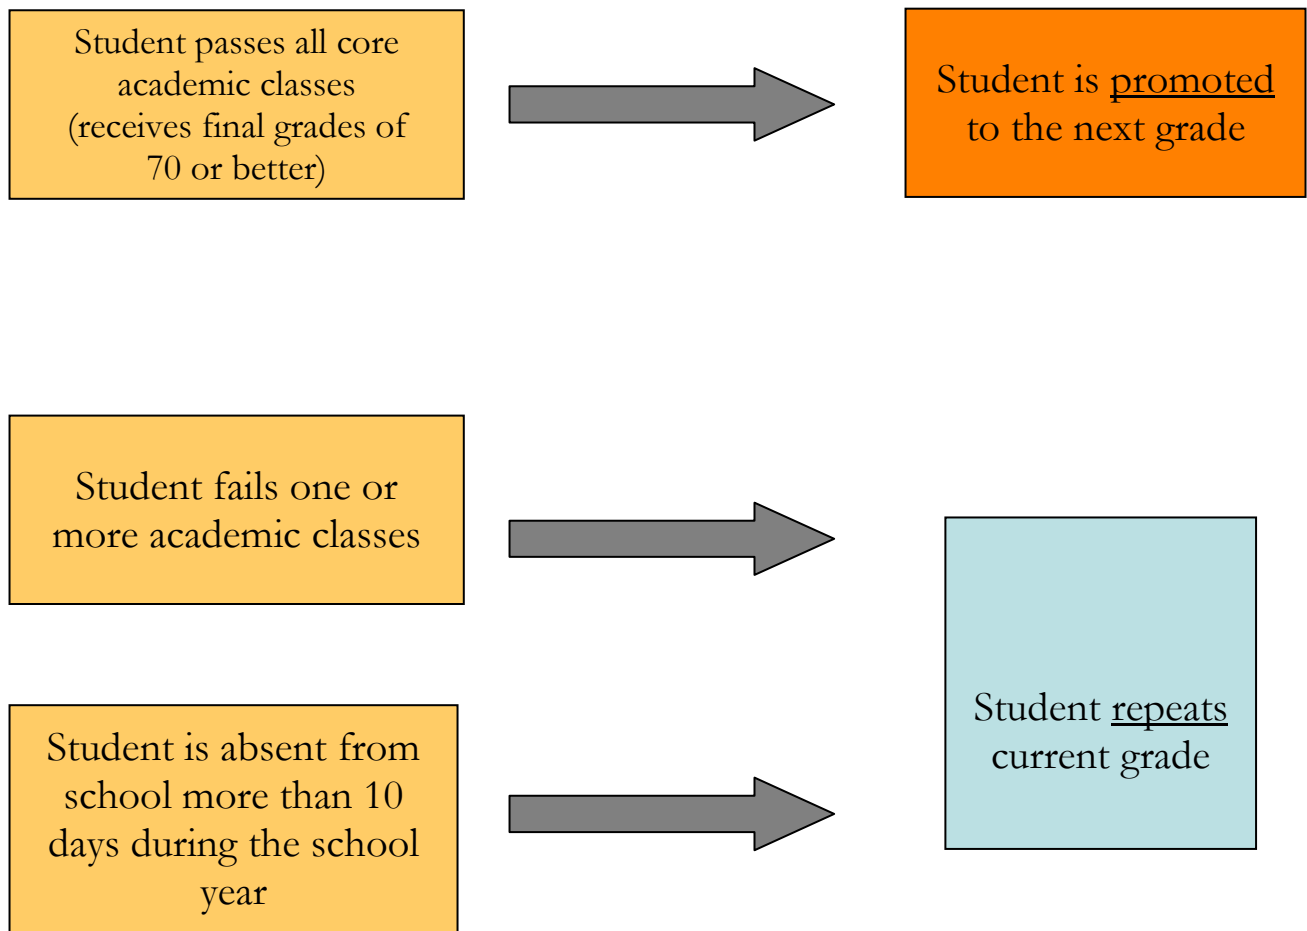 Student passes all core
academic classes
(receives final grades of
70 or better)
Student is promoted
to the next grade
Student fails one or
more academic classes
Student is absent from
school more than 10
days during the school
year
Student repeats
current grade